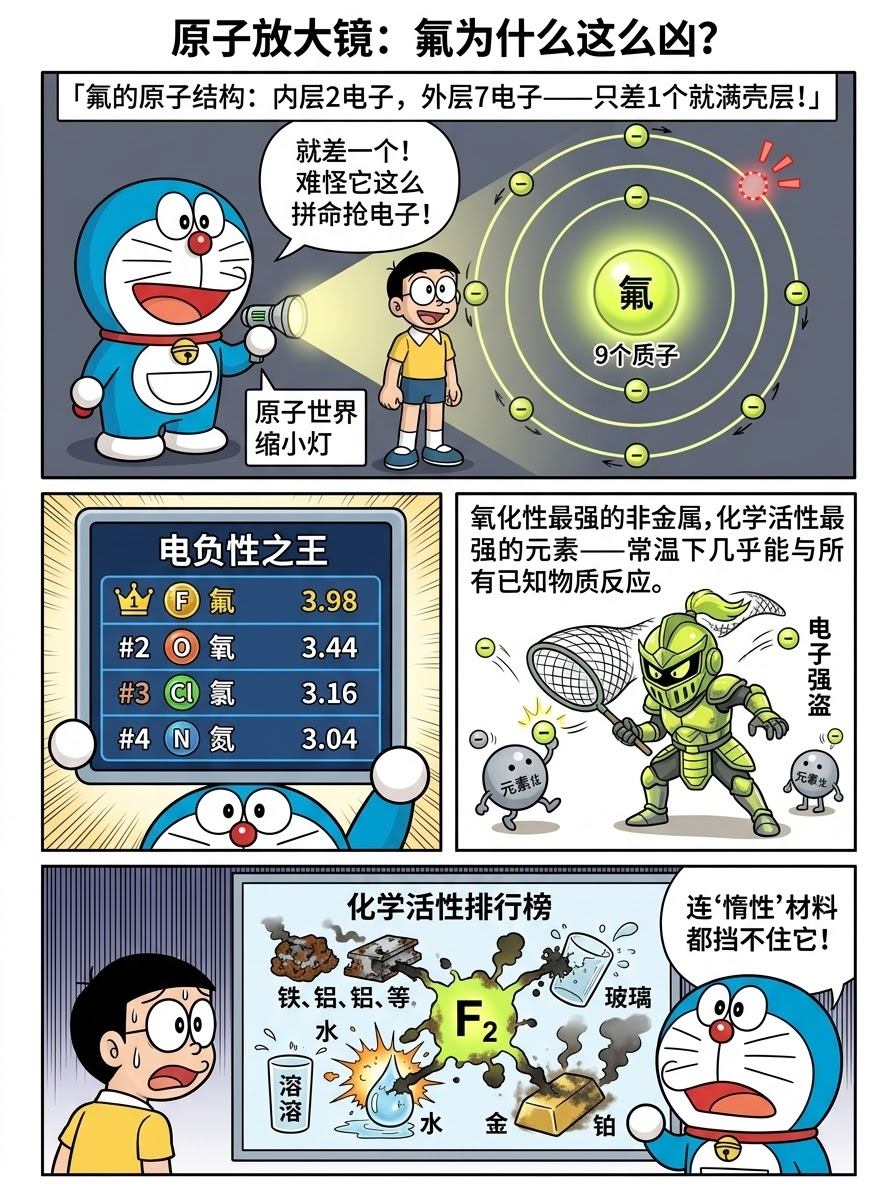 原子放大镜：氟为什么这么凶？
「氟的原子结构：内层2电子，外层7电子——只差1个就满壳层！」
就差一个！
难怪它这么
拼命抢电子！
氟
9个质子
原子世界
缩小灯
电负性之王
1 F 氟 3.98
#2 O 氧 3.44
#3 Cl 氯 3.16
#4 N 氮 3.04
氧化性最强的非金属，化学活性最
强的元素——常温下几乎能与所
有已知物质反应。
电子强盗
元素
元素
化学活性排行榜
连‘惰性’材料
都挡不住它！
铁、铝、铝、等
玻璃
F₂
水
溶溶
水
金
铂